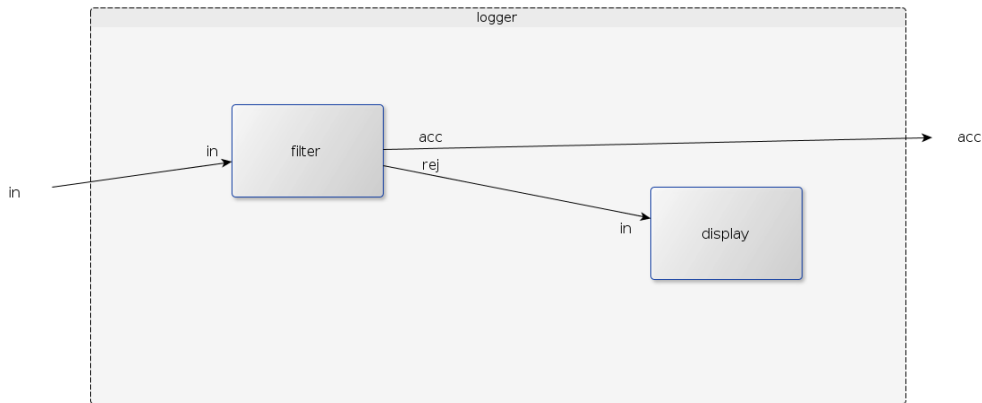 logger
acc
acc
in
filter
rej
in
in
display